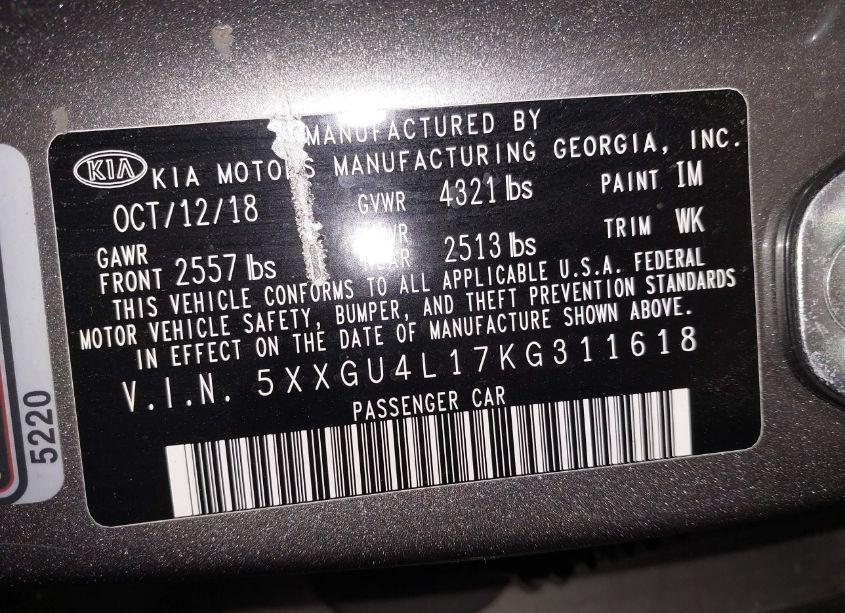 MANUFACTURED BY
KIA KIA MOTORS MANUFACTURING GEORGIA, INC.
OCT/12/18 GVWR 4321 lbs PAINT IM
GAWR
FRONT 2557 lbs 2513 lbs TRIM WK
THIS VEHICLE CONFORMS TO ALL APPLICABLE U.S.A. FEDERAL
MOTOR VEHICLE SAFETY, BUMPER, AND THEFT PREVENTION STANDARDS
IN EFFECT ON THE DATE OF MANUFACTURE SHOWN ABOVE.
V.I.N. 5XXGU4L17KG311618
PASSENGER CAR
5220